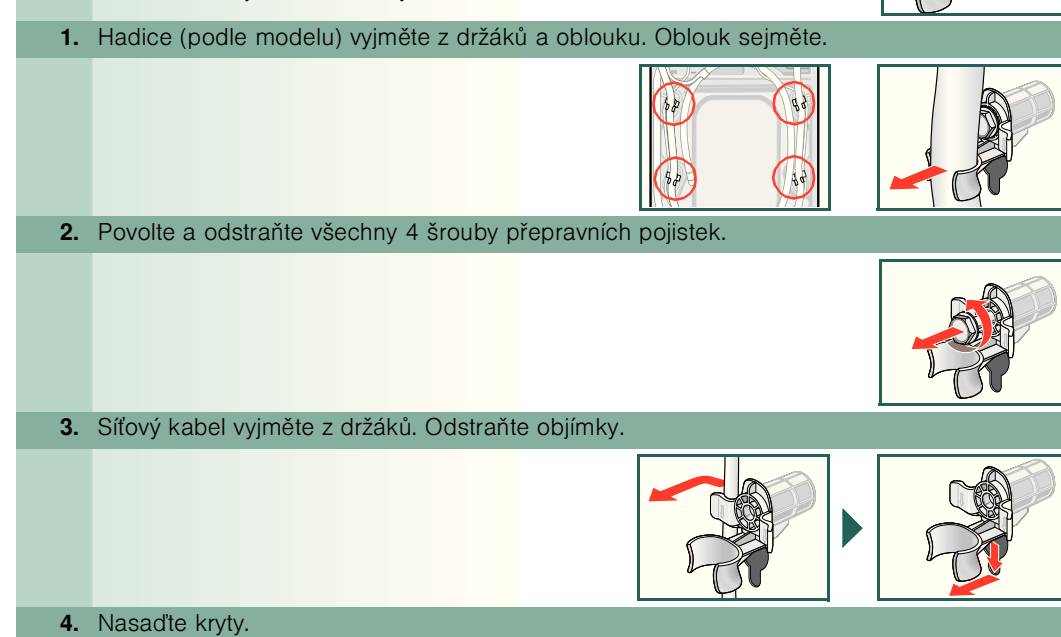 1. Hadice (podle modelu) vyjměte z držáků a oblouku. Oblouk sejměte.
2. Povolte a odstraňte všechny 4 šrouby přepravních pojistek.
3. Síťový kabel vyjměte z držáků. Odstraňte objímky.
4. Nasaďte kryty.